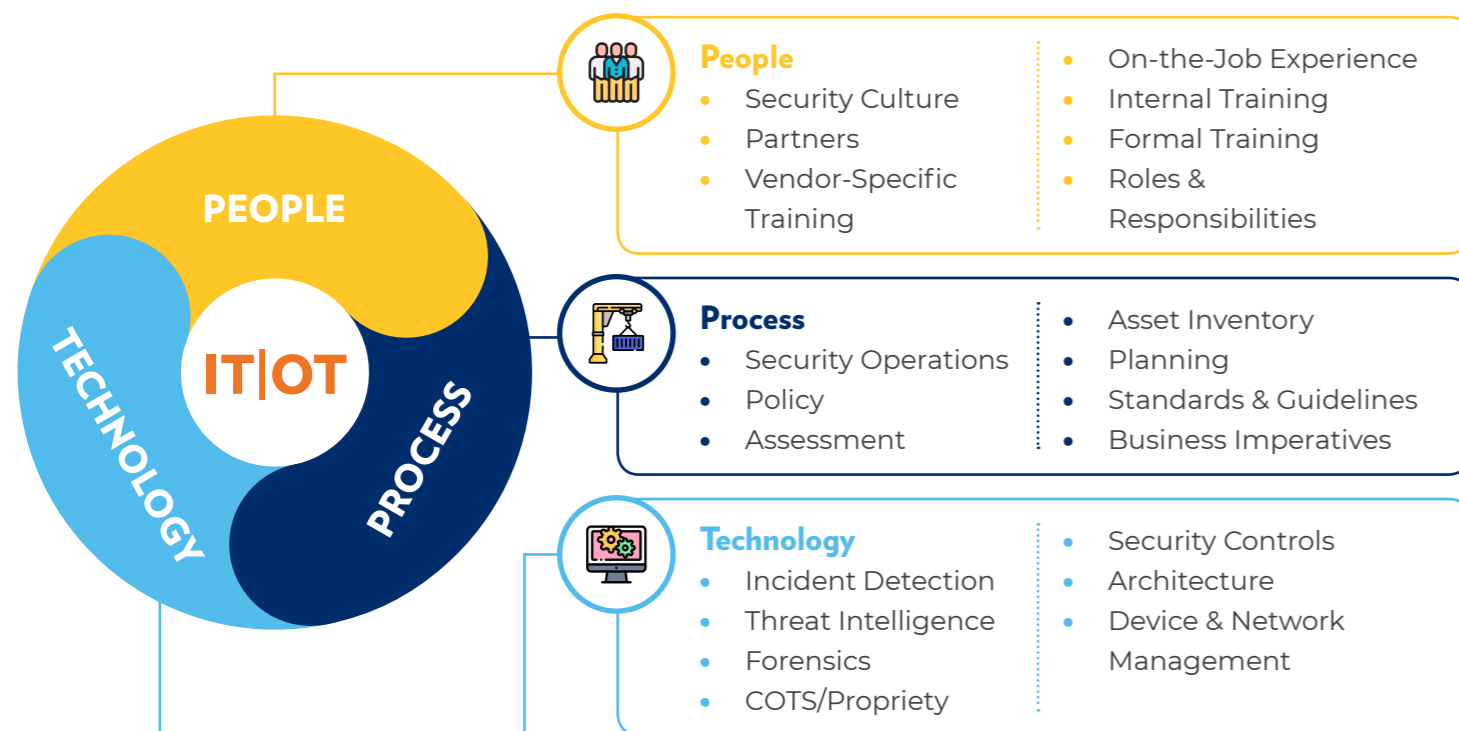 PEOPLE
TECHNOLOGY
PROCESS
IT|OT
People
• Security Culture
• Partners
• Vendor-Specific
Training
• On-the-Job Experience
• Internal Training
• Formal Training
• Roles &
Responsibilities
Process
• Security Operations
• Policy
• Assessment
• Asset Inventory
• Planning
• Standards & Guidelines
• Business Imperatives
Technology
• Incident Detection
• Threat Intelligence
• Forensics
• COTS/Propriety
• Security Controls
• Architecture
• Device & Network
Management